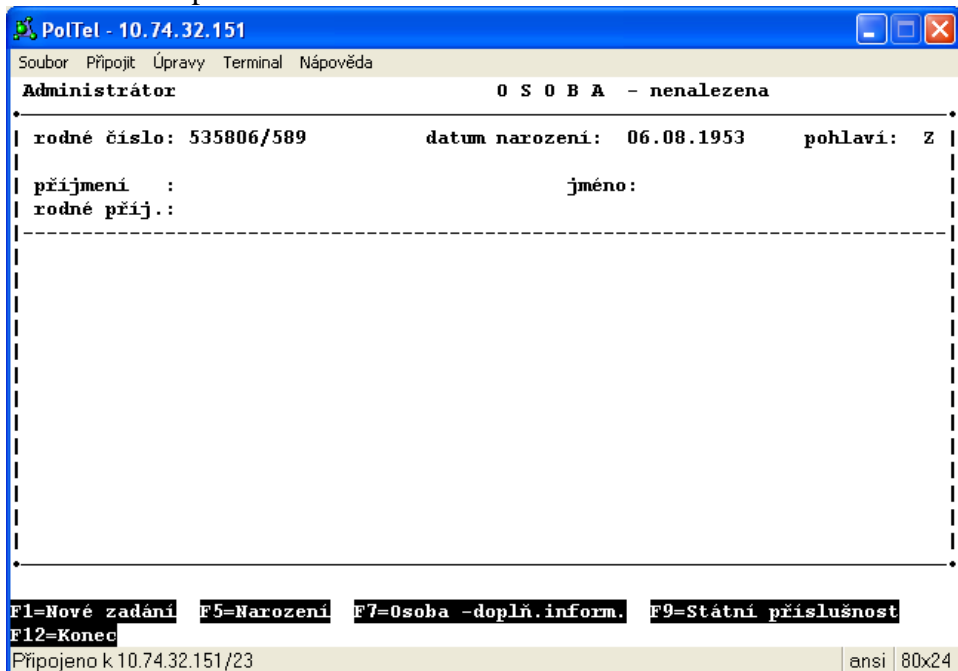 PolTel - 10.74.32.151
Soubor Připojit Úpravy Terminal Nápověda
Administrátor O S O B A - nenalezena
rodné číslo: 535806/589 datum narození: 06.08.1953 pohlaví: Z
příjmení : jméno:
rodné příj.:
F1=Nové zadání F5=Narození F7=Osoba -doplň.inform. F9=Státní příslušnost
F12=Konec
Připojeno k 10.74.32.151/23 ansi 80x24